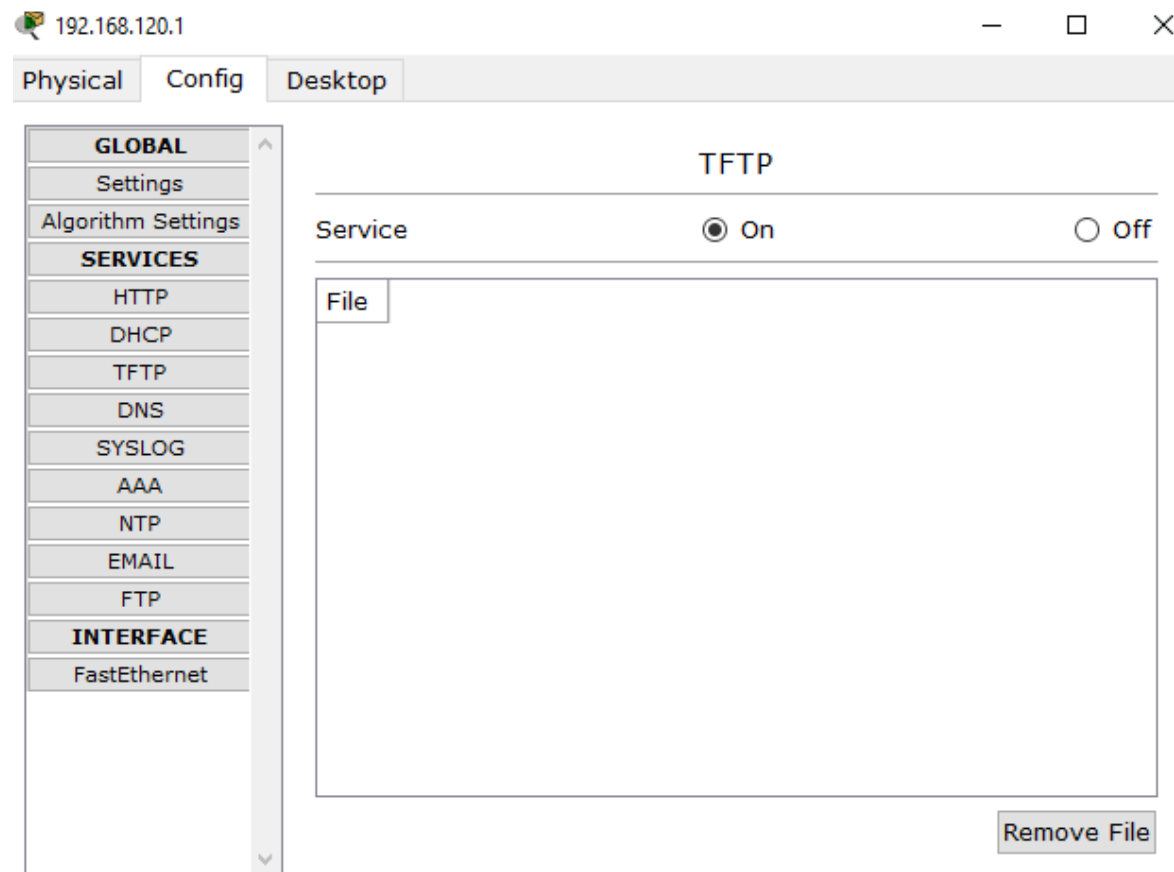 192.168.120.1
Physical Config Desktop
GLOBAL
Settings
Algorithm Settings
SERVICES
HTTP
DHCP
TFTP
DNS
SYSLOG
AAA
NTP
EMAIL
FTP
INTERFACE
FastEthernet
TFTP
Service On Off
File
Remove File